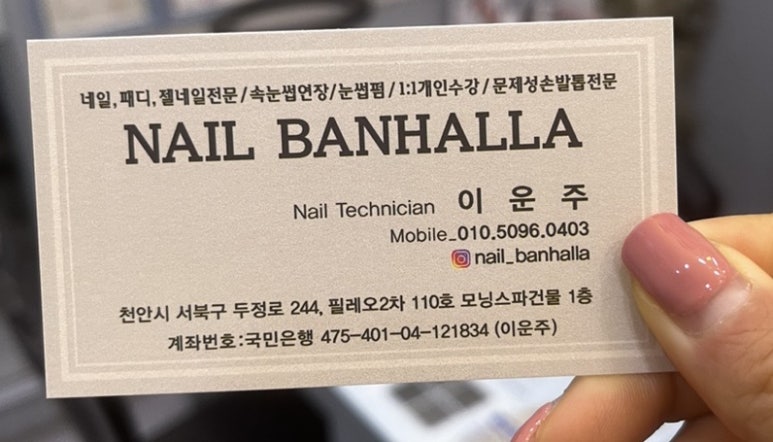 네일,패디,젤네일전문/속눈썹연장/눈썹펌/1:1개인수강/문제성손발톱전문
NAIL BANHALLA
Nail Technician 이 운 주
Mobile_010.5096.0403
nail_banhalla
천안시 서북구 두정로 244, 필레오2차 110호 모닝스파건물 1층
계좌번호:국민은행 475-401-04-121834 (이운주)